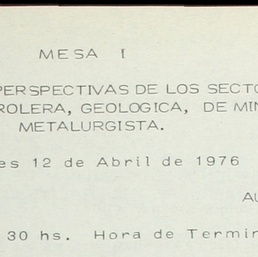 MESA I
PERSPECTIVAS DE LOS SECTO
ROLERA, GEOLOGICA, DE MIN
METALURGISTA.
es 12 de Abril de 1976
AU
30 hs. Hora de Termin